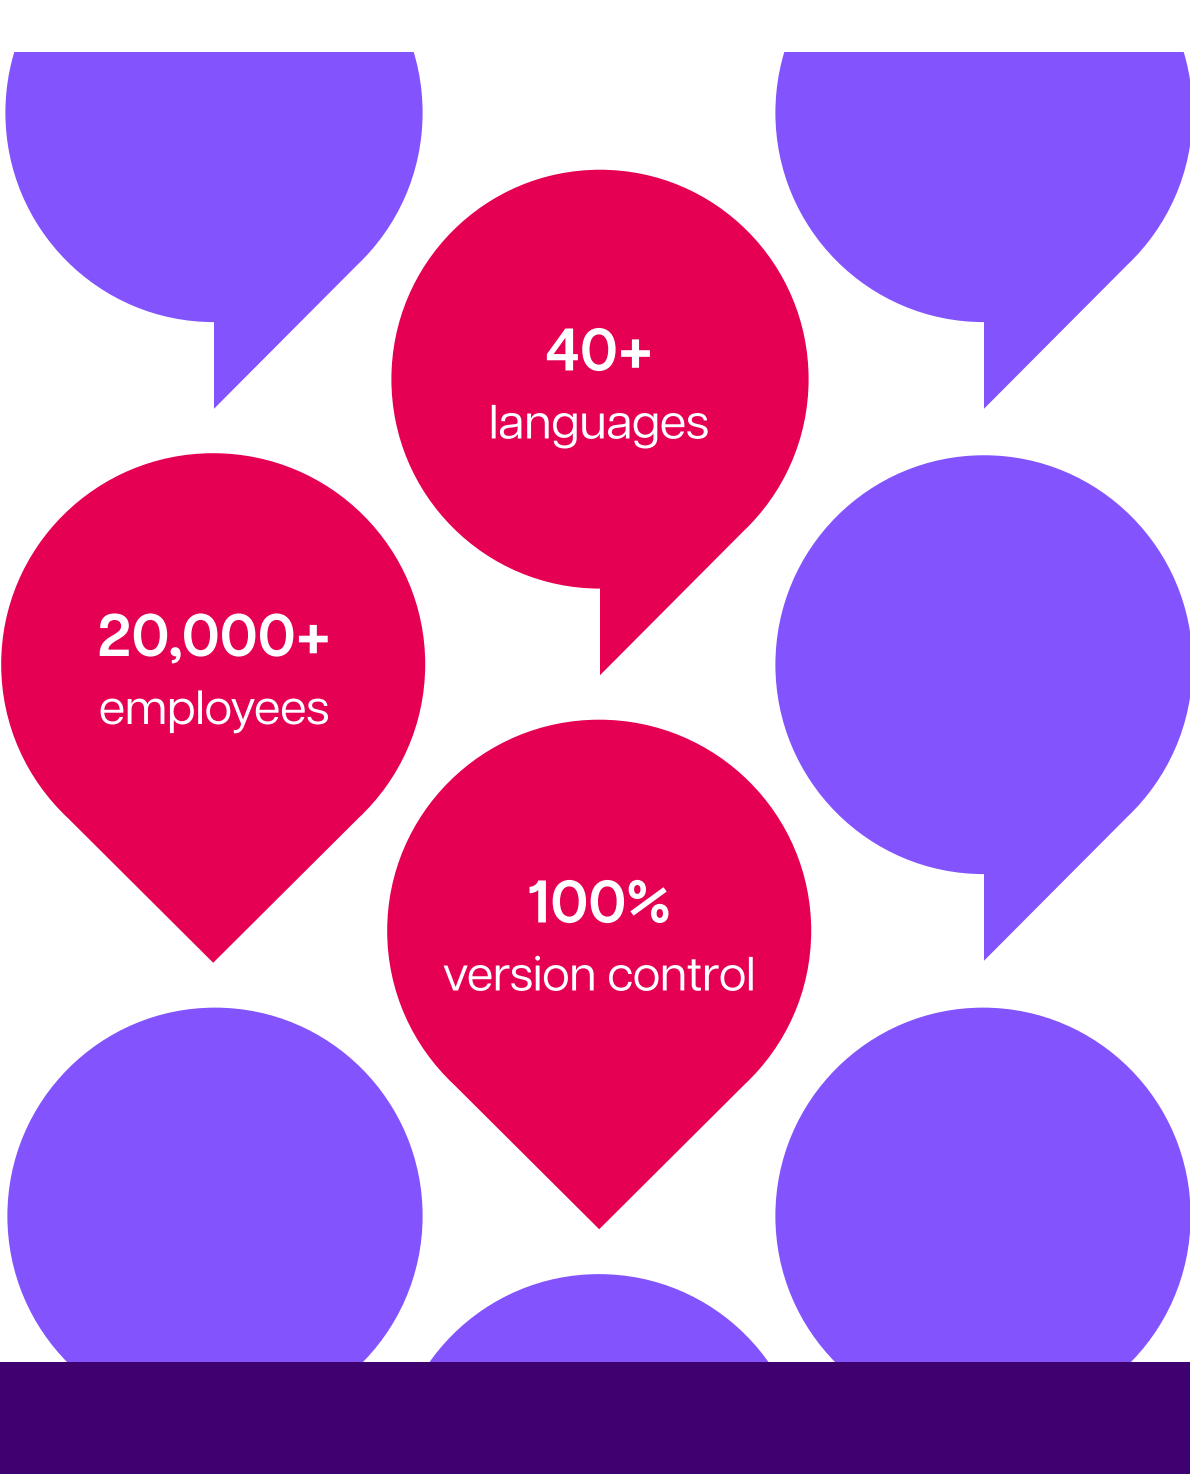 40+
languages
20,000+
employees
100%
version control